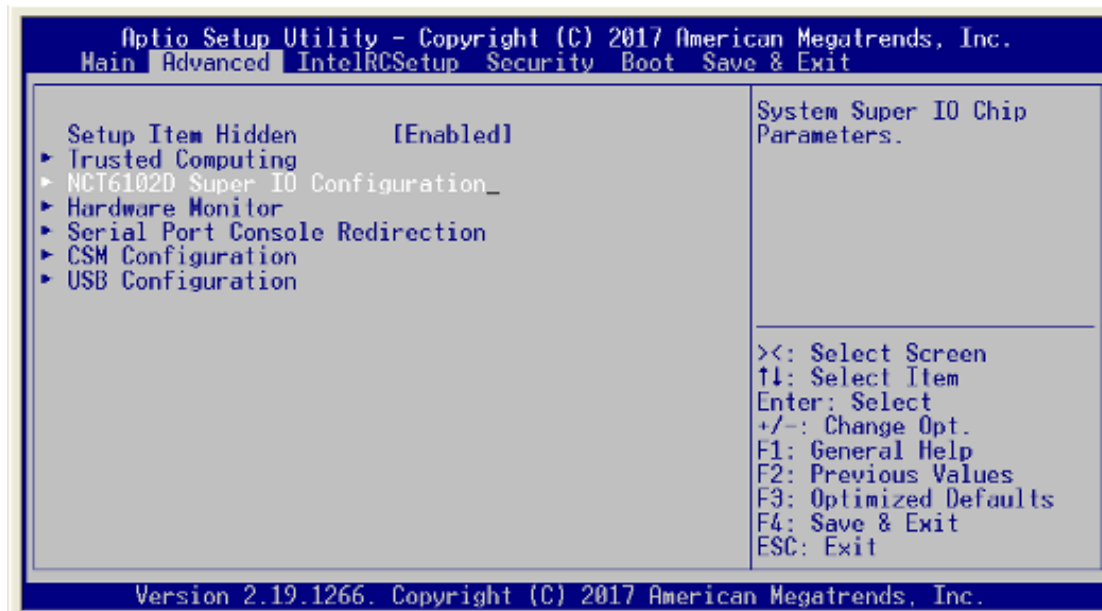 Aptio Setup Utility - Copyright (C) 2017 American Megatrends, Inc.
Main Advanced IntelRCSetup Security Boot Save & Exit
Setup Item Hidden [Enabled]
► Trusted Computing
► NCT6102D Super IO Configuration_
► Hardware Monitor
► Serial Port Console Redirection
► CSM Configuration
► USB Configuration
System Super IO Chip
Parameters.
><: Select Screen
↑↓: Select Item
Enter: Select
+/-: Change Opt.
F1: General Help
F2: Previous Values
F3: Optimized Defaults
F4: Save & Exit
ESC: Exit
Version 2.19.1266. Copyright (C) 2017 American Megatrends, Inc.